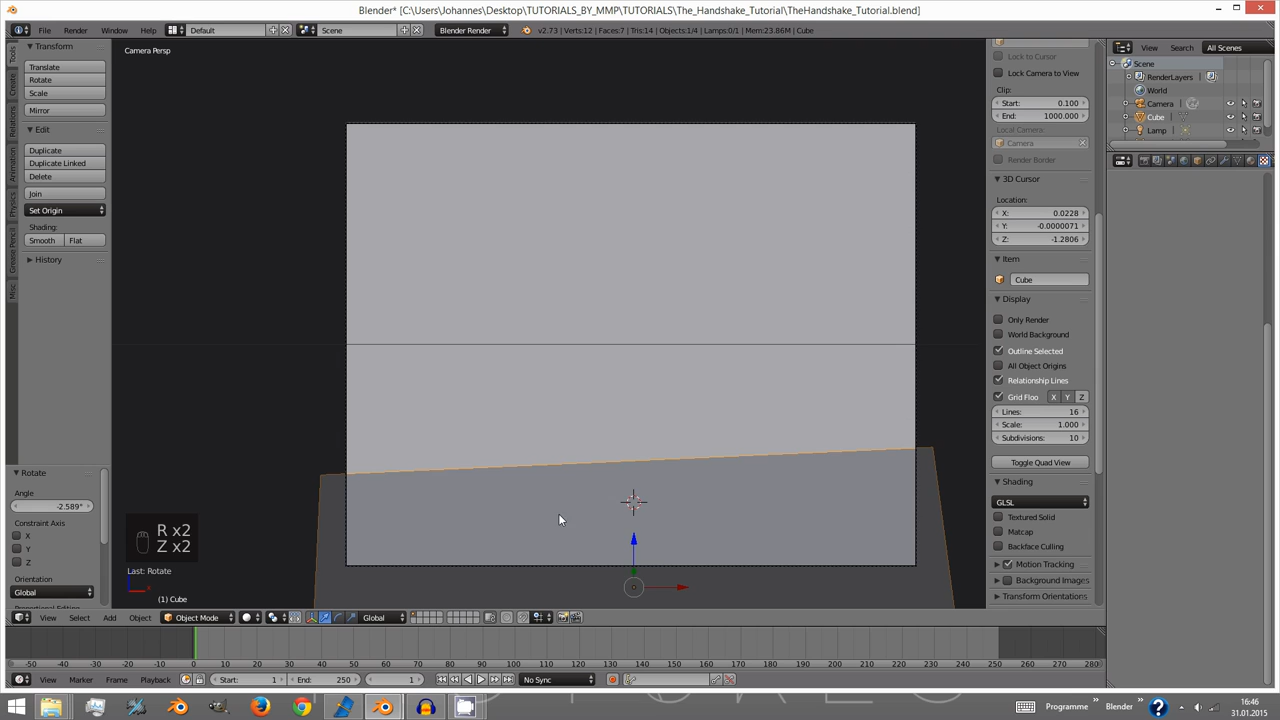 Blender* [C:\Users\Johannes\Desktop\TUTORIALS_BY_MMP\TUTORIALS\The_Handshake_Tutorial\TheHandshake_Tutorial.blend]
File Render Window Help Default Scene Blender Render v2.73 | Verts:12 | Faces:7 | Tris:14 | Objects:1/4 | Lamps:0/1 | Mem:23.86M | Cube
View Search All Scenes
Transform
Camera Persp
Translate
Rotate
Scale
Mirror
Edit
Duplicate
Duplicate Linked
Delete
Join
Set Origin
Shading:
Smooth Flat
History
Tools
Create
Relations
Animation
Physics
Grease Pencil
Misc
Rotate
Angle
-2.589°
Constraint Axis
X
Y
Z
Orientation
Global
R x2
Z x2
Last: Rotate
(1) Cube
Lock to Cursor
Lock Camera to View
Clip:
Start: 0.100
End: 1000.000
Local Camera:
Camera
Render Border
3D Cursor
Location:
X: 0.0228
Y: -0.0000071
Z: -1.2806
Item
Cube
Display
Only Render
World Background
Outline Selected
All Object Origins
Relationship Lines
Grid Floo X Y Z
Lines: 16
Scale: 1.000
Subdivisions: 10
Toggle Quad View
Shading
GLSL
Textured Solid
Matcap
Backface Culling
Motion Tracking
Background Images
Transform Orientations
Scene
RenderLayers
World
Camera
Cube
Lamp
View Select Add Object Object Mode Global
-50 -40 -30 -20 -10 0 10 20 30 40 50 60 70 80 90 100 110 120 130 140 150 160 170 180 190 200 210 220 230 240 250 260 270 280
View Marker Frame Playback Start: 1 End: 250 1 No Sync
Programme Blender
16:46
31.01.2015